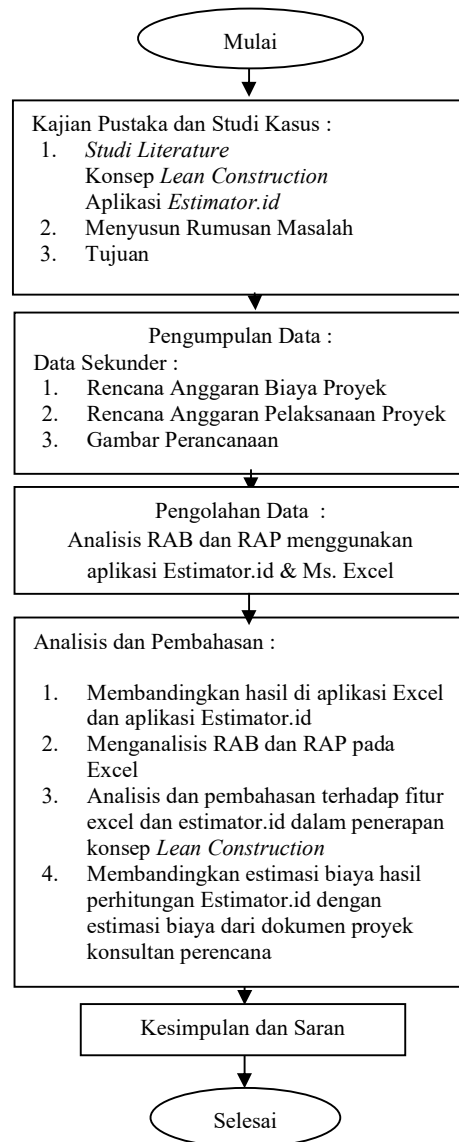 Mulai
Kajian Pustaka dan Studi Kasus :
1. Studi Literature
Konsep Lean Construction
Aplikasi Estimator.id
2. Menyusun Rumusan Masalah
3. Tujuan
Pengumpulan Data :
Data Sekunder :
1. Rencana Anggaran Biaya Proyek
2. Rencana Anggaran Pelaksanaan Proyek
3. Gambar Perancanaan
Pengolahan Data :
Analisis RAB dan RAP menggunakan
aplikasi Estimator.id & Ms. Excel
Analisis dan Pembahasan :
1. Membandingkan hasil di aplikasi Excel
dan aplikasi Estimator.id
2. Menganalisis RAB dan RAP pada
Excel
3. Analisis dan pembahasan terhadap fitur
excel dan estimator.id dalam penerapan
konsep Lean Construction
4. Membandingkan estimasi biaya hasil
perhitungan Estimator.id dengan
estimasi biaya dari dokumen proyek
konsultan perencana
Kesimpulan dan Saran
Selesai